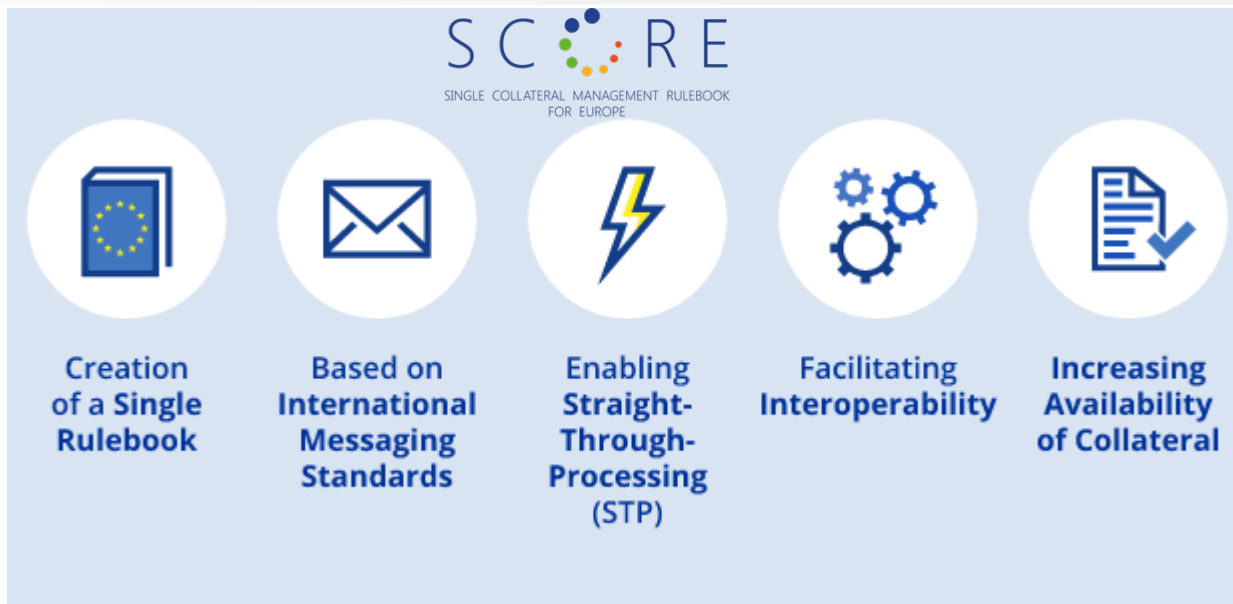 SCORE
SINGLE COLLATERAL MANAGEMENT RULEBOOK
FOR EUROPE
Creation
of a Single
Rulebook
Based on
International
Messaging
Standards
Enabling
Straight-
Through-
Processing
(STP)
Facilitating
Interoperability
Increasing
Availability
of Collateral